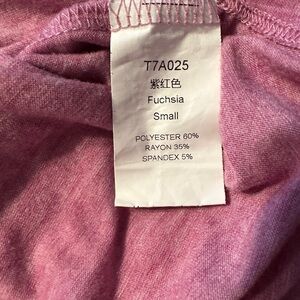 T7A025
紫红色
Fuchsia
Small
POLYESTER 60%
RAYON 35%
SPANDEX 5%